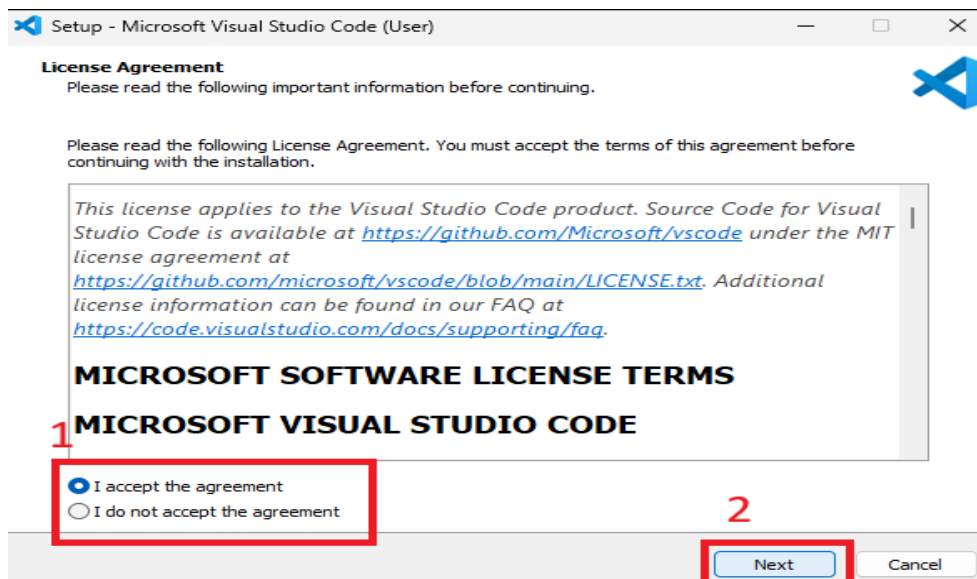 Setup - Microsoft Visual Studio Code (User)
License Agreement
Please read the following important information before continuing.
Please read the following License Agreement. You must accept the terms of this agreement before
continuing with the installation.
This license applies to the Visual Studio Code product. Source Code for Visual
Studio Code is available at https://github.com/Microsoft/vscode under the MIT
license agreement at
https://github.com/microsoft/vscode/blob/main/LICENSE.txt. Additional
license information can be found in our FAQ at
https://code.visualstudio.com/docs/supporting/faq.
MICROSOFT SOFTWARE LICENSE TERMS
MICROSOFT VISUAL STUDIO CODE
1
I accept the agreement
I do not accept the agreement
2
Next
Cancel